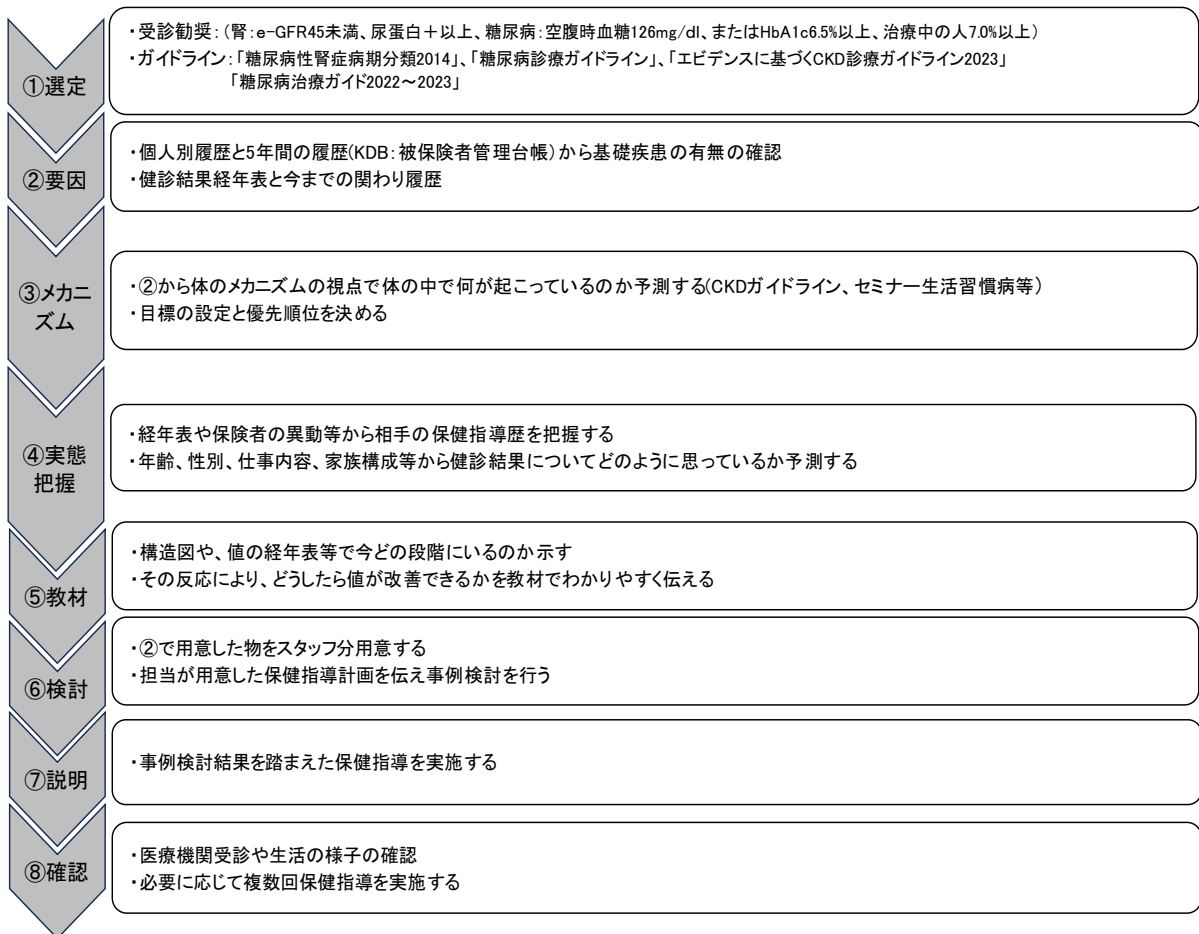 ①選定
・受診勧奨：（腎：e-GFR45未満、尿蛋白＋以上、糖尿病：空腹時血糖126mg/dl、またはHbA1c6.5%以上、治療中の人7.0%以上）
・ガイドライン：「糖尿病性腎症病期分類2014」、「糖尿病診療ガイドライン」、「エビデンスに基づくCKD診療ガイドライン2023」
「糖尿病治療ガイド2022～2023」
②要因
・個人別履歴と5年間の履歴(KDB：被保険者管理台帳）から基礎疾患の有無の確認
・健診結果経年表と今までの関わり履歴
③メカニ
ズム
・②から体のメカニズムの視点で体の中で何が起こっているのか予測する(CKDガイドライン、セミナー生活習慣病等）
・目標の設定と優先順位を決める
④実態
把握
・経年表や保険者の異動等から相手の保健指導歴を把握する
・年齢、性別、仕事内容、家族構成等から健診結果についてどのように思っているか予測する
⑤教材
・構造図や、値の経年表等で今どの段階にいるのか示す
・その反応により、どうしたら値が改善できるかを教材でわかりやすく伝える
⑥検討
・②で用意した物をスタッフ分用意する
・担当が用意した保健指導計画を伝え事例検討を行う
⑦説明
・事例検討結果を踏まえた保健指導を実施する
⑧確認
・医療機関受診や生活の様子の確認
・必要に応じて複数回保健指導を実施する